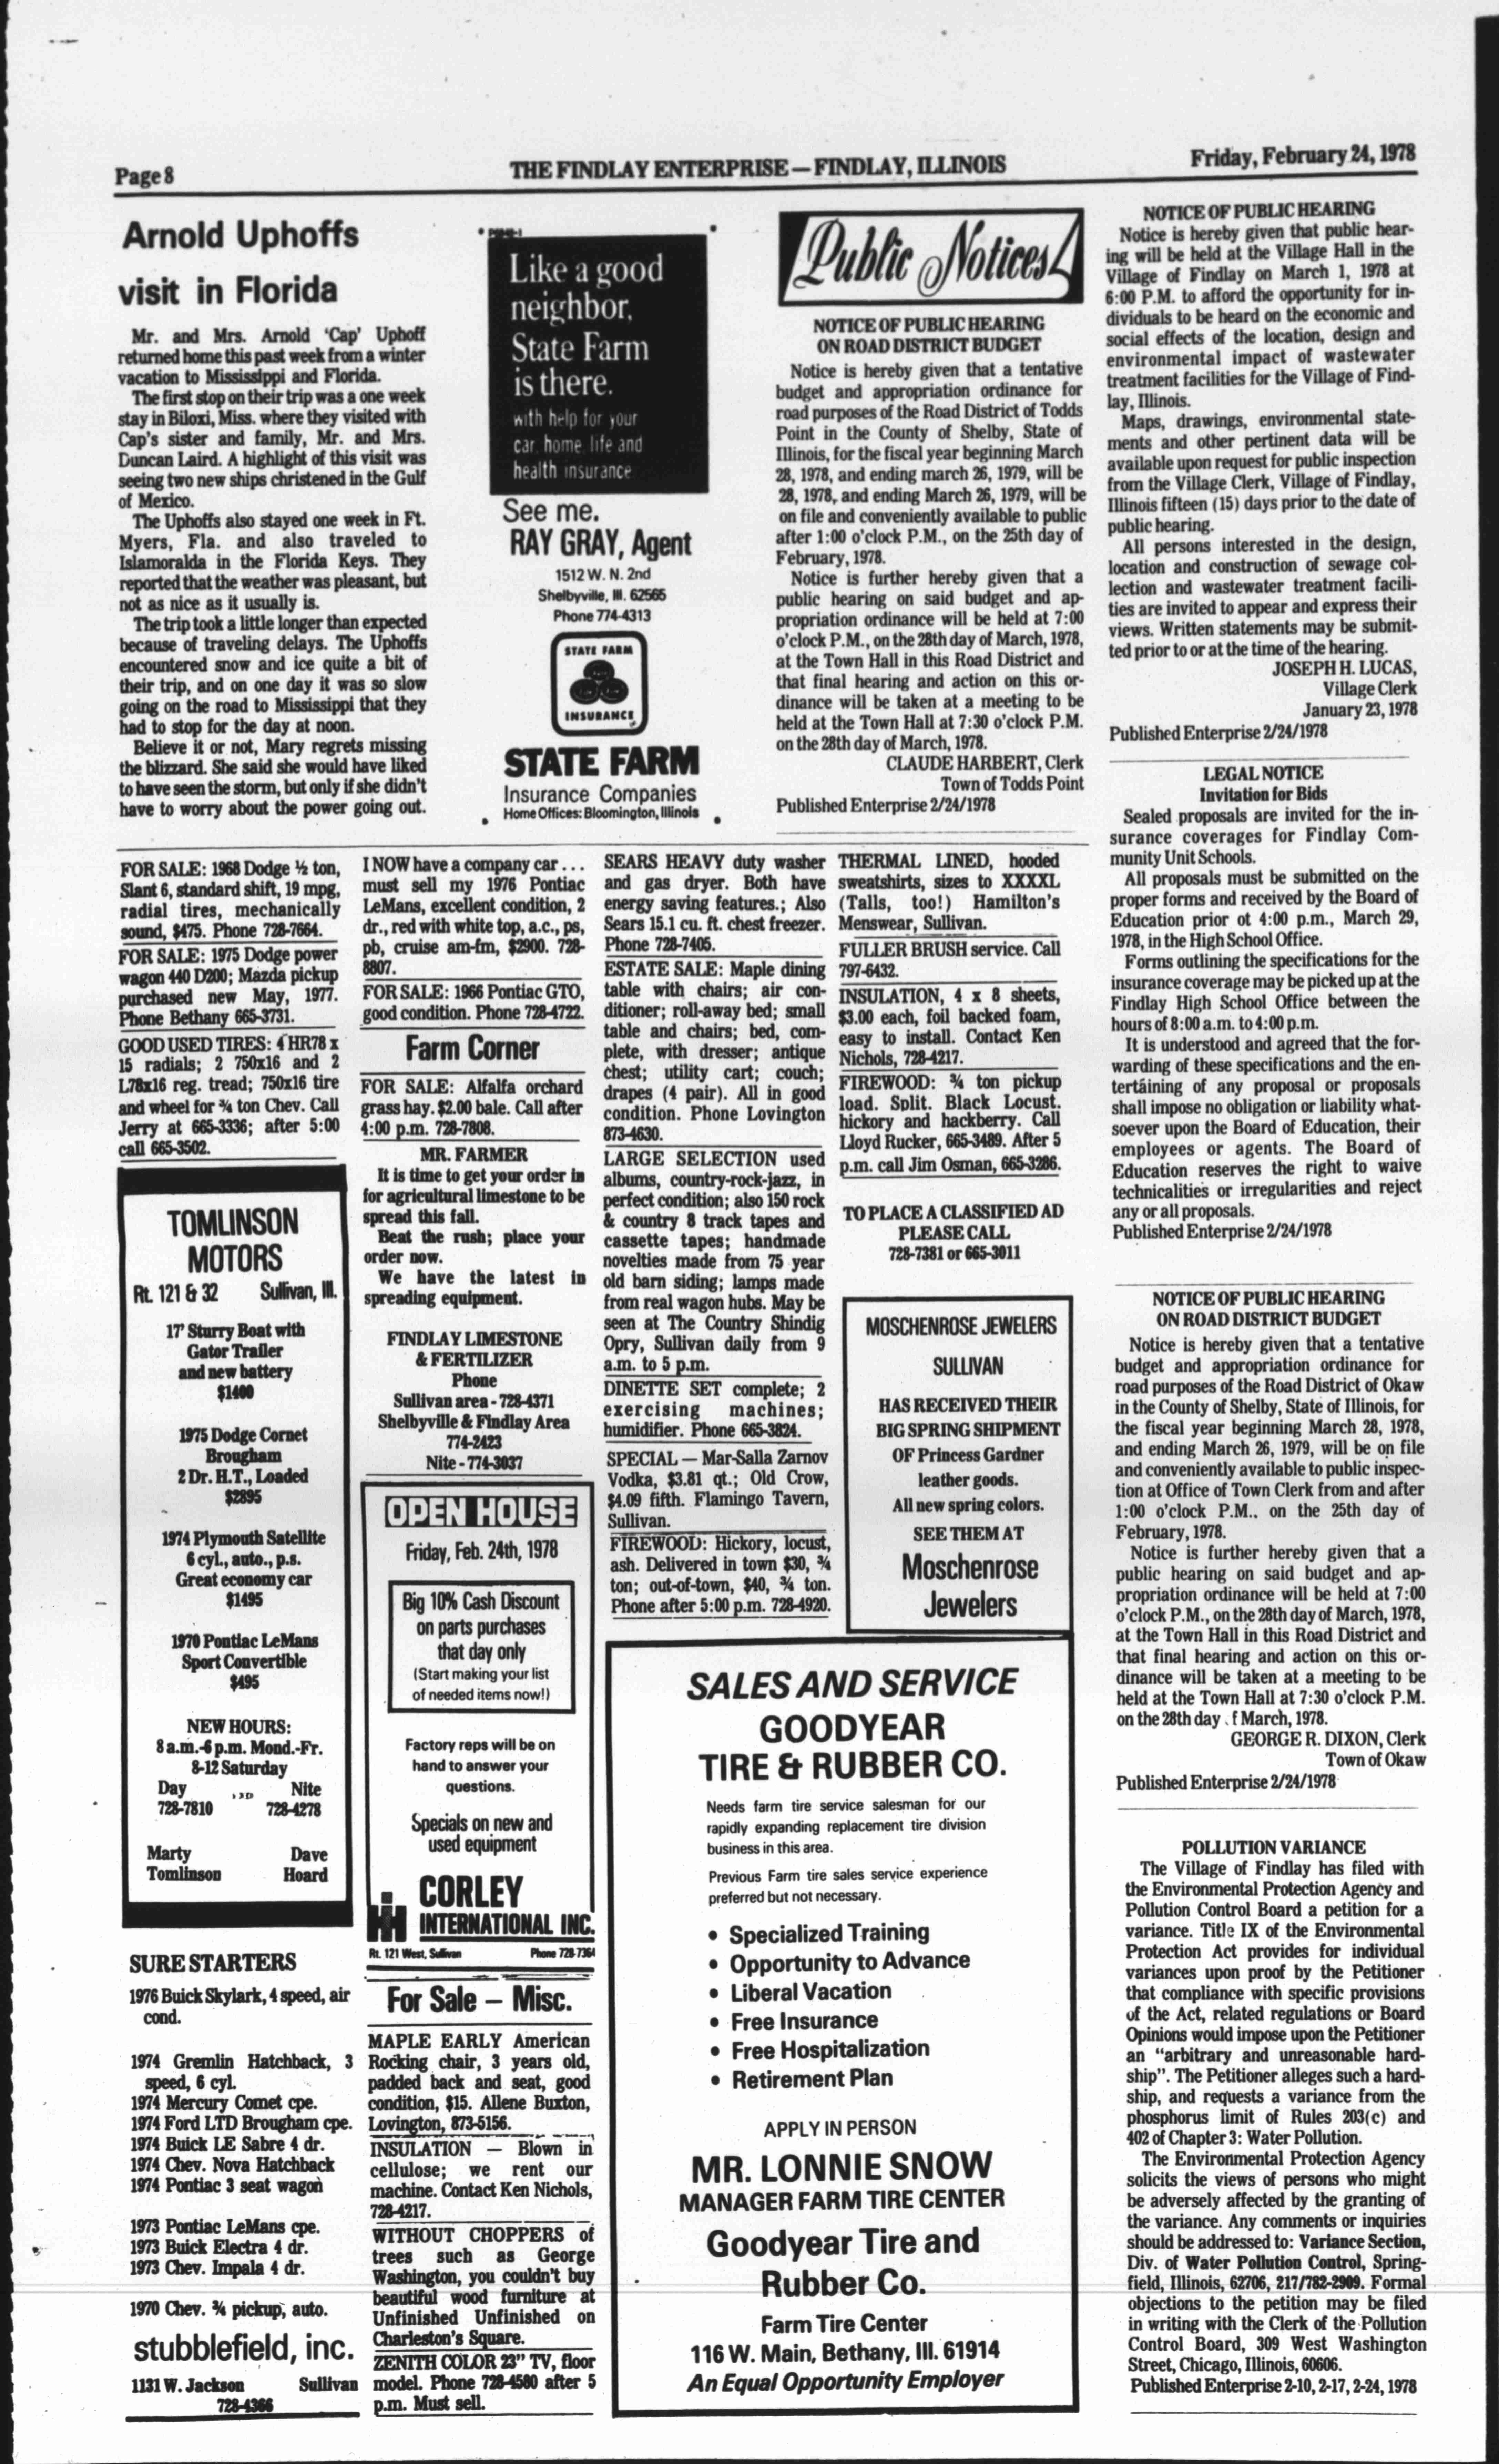 Page 8
THE FINDLAY ENTERPRISE — FINDLAY, ILLINOIS
Friday, February 24, 1978
Arnold Uphoffs
visit in Florida
Mr. and Mrs. Arnold 'Cap' Uphoff
returned home this past week from a winter
vacation to Mississippi and Florida.
The first stop on their trip was a one week
stay in Biloxi, Miss. where they visited with
Cap's sister and family, Mr. and Mrs.
Duncan Laird. A highlight of this visit was
seeing two new ships christened in the Gulf
of Mexico.
The Uphoffs also stayed one week in Ft.
Myers, Fla. and also traveled to
Islamoralda in the Florida Keys. They
reported that the weather was pleasant, but
not as nice as it usually is.
The trip took a little longer than expected
because of traveling delays. The Uphoffs
encountered snow and ice quite a bit of
their trip, and on one day it was so slow
going on the road to Mississippi that they
had to stop for the day at noon.
Believe it or not, Mary regrets missing
the blizzard. She said she would have liked
to have seen the storm, but only if she didn't
have to worry about the power going out.
Like a good
neighbor,
State Farm
is there.
with help for your
car, home, life and
health insurance
See me.
RAY GRAY, Agent
1512 W. N. 2nd
Shelbyville, Ill. 62565
Phone 774-4313
STATE FARM
INSURANCE
STATE FARM
Insurance Companies
Home Offices: Bloomington, Illinois
Public Notices
NOTICE OF PUBLIC HEARING
ON ROAD DISTRICT BUDGET
Notice is hereby given that a tentative
budget and appropriation ordinance for
road purposes of the Road District of Todds
Point in the County of Shelby, State of
Illinois, for the fiscal year beginning March
28, 1978, and ending march 26, 1979, will be
28, 1978, and ending March 26, 1979, will be
on file and conveniently available to public
after 1:00 o'clock P.M., on the 25th day of
February, 1978.
Notice is further hereby given that a
public hearing on said budget and ap-
propriation ordinance will be held at 7:00
o'clock P.M., on the 28th day of March, 1978,
at the Town Hall in this Road District and
that final hearing and action on this or-
dinance will be taken at a meeting to be
held at the Town Hall at 7:30 o'clock P.M.
on the 28th day of March, 1978.
CLAUDE HARBERT, Clerk
Town of Todds Point
Published Enterprise 2/24/1978
NOTICE OF PUBLIC HEARING
Notice is hereby given that public hear-
ing will be held at the Village Hall in the
Village of Findlay on March 1, 1978 at
6:00 P.M. to afford the opportunity for in-
dividuals to be heard on the economic and
social effects of the location, design and
environmental impact of wastewater
treatment facilities for the Village of Find-
lay, Illinois.
Maps, drawings, environmental state-
ments and other pertinent data will be
available upon request for public inspection
from the Village Clerk, Village of Findlay,
Illinois fifteen (15) days prior to the date of
public hearing.
All persons interested in the design,
location and construction of sewage col-
lection and wastewater treatment facili-
ties are invited to appear and express their
views. Written statements may be submit-
ted prior to or at the time of the hearing.
JOSEPH H. LUCAS,
Village Clerk
January 23, 1978
Published Enterprise 2/24/1978
LEGAL NOTICE
Invitation for Bids
Sealed proposals are invited for the in-
surance coverages for Findlay Com-
munity Unit Schools.
All proposals must be submitted on the
proper forms and received by the Board of
Education prior ot 4:00 p.m., March 29,
1978, in the High School Office.
Forms outlining the specifications for the
insurance coverage may be picked up at the
Findlay High School Office between the
hours of 8:00 a.m. to 4:00 p.m.
It is understood and agreed that the for-
warding of these specifications and the en-
tertaining of any proposal or proposals
shall impose no obligation or liability what-
soever upon the Board of Education, their
employees or agents. The Board of
Education reserves the right to waive
technicalities or irregularities and reject
any or all proposals.
Published Enterprise 2/24/1978
NOTICE OF PUBLIC HEARING
ON ROAD DISTRICT BUDGET
Notice is hereby given that a tentative
budget and appropriation ordinance for
road purposes of the Road District of Okaw
in the County of Shelby, State of Illinois, for
the fiscal year beginning March 28, 1978,
and ending March 26, 1979, will be on file
and conveniently available to public inspec-
tion at Office of Town Clerk from and after
1:00 o'clock P.M.. on the 25th day of
February, 1978.
Notice is further hereby given that a
public hearing on said budget and ap-
propriation ordinance will be held at 7:00
o'clock P.M., on the 28th day of March, 1978,
at the Town Hall in this Road District and
that final hearing and action on this or-
dinance will be taken at a meeting to be
held at the Town Hall at 7:30 o'clock P.M.
on the 28th day f March, 1978.
GEORGE R. DIXON, Clerk
Town of Okaw
Published Enterprise 2/24/1978
POLLUTION VARIANCE
The Village of Findlay has filed with
the Environmental Protection Agency and
Pollution Control Board a petition for a
variance. Title IX of the Environmental
Protection Act provides for individual
variances upon proof by the Petitioner
that compliance with specific provisions
of the Act, related regulations or Board
Opinions would impose upon the Petitioner
an "arbitrary and unreasonable hard-
ship". The Petitioner alleges such a hard-
ship, and requests a variance from the
phosphorus limit of Rules 203(c) and
402 of Chapter 3: Water Pollution.
The Environmental Protection Agency
solicits the views of persons who might
be adversely affected by the granting of
the variance. Any comments or inquiries
should be addressed to: Variance Section,
Div. of Water Pollution Control, Spring-
field, Illinois, 62706, 217/782-2909. Formal
objections to the petition may be filed
in writing with the Clerk of the Pollution
Control Board, 309 West Washington
Street, Chicago, Illinois, 60606.
Published Enterprise 2-10, 2-17, 2-24, 1978
FOR SALE: 1968 Dodge ½ ton,
Slant 6, standard shift, 19 mpg,
radial tires, mechanically
sound, $475. Phone 728-7664.
FOR SALE: 1975 Dodge power
wagon 440 D200; Mazda pickup
purchased new May, 1977.
Phone Bethany 665-3731.
GOOD USED TIRES: 4 HR78 x
15 radials; 2 750x16 and 2
L78x16 reg. tread; 750x16 tire
and wheel for ¾ ton Chev. Call
Jerry at 665-3336; after 5:00
call 665-3502.
TOMLINSON
MOTORS
Rt. 121 & 32 Sullivan, Ill.
17' Sturry Boat with
Gator Trailer
and new battery
$1400
1975 Dodge Cornet
Brougham
2 Dr. H.T., Loaded
$2895
1974 Plymouth Satellite
6 cyl., auto., p.s.
Great economy car
$1495
1970 Pontiac LeMans
Sport Convertible
$495
NEW HOURS:
8 a.m.-6 p.m. Mond.-Fr.
8-12 Saturday
Day Nite
728-7810 728-4278
Marty Dave
Tomlinson Hoard
SURE STARTERS
1976 Buick Skylark, 4 speed, air
cond.
1974 Gremlin Hatchback, 3
speed, 6 cyl.
1974 Mercury Comet cpe.
1974 Ford LTD Brougham cpe.
1974 Buick LE Sabre 4 dr.
1974 Chev. Nova Hatchback
1974 Pontiac 3 seat wagon
1973 Pontiac LeMans cpe.
1973 Buick Electra 4 dr.
1973 Chev. Impala 4 dr.
1970 Chev. ¾ pickup, auto.
stubblefield, inc.
1131 W. Jackson Sullivan
728-4366
I NOW have a company car . . .
must sell my 1976 Pontiac
LeMans, excellent condition, 2
dr., red with white top, a.c., ps,
pb, cruise am-fm, $2900. 728-
8807.
FOR SALE: 1966 Pontiac GTO,
good condition. Phone 728-4722.
Farm Corner
FOR SALE: Alfalfa orchard
grass hay. $2.00 bale. Call after
4:00 p.m. 728-7808.
MR. FARMER
It is time to get your order in
for agricultural limestone to be
spread this fall.
Beat the rush; place your
order now.
We have the latest in
spreading equipment.
FINDLAY LIMESTONE
& FERTILIZER
Phone
Sullivan area - 728-4371
Shelbyville & Findlay Area
774-2423
Nite - 774-3037
OPEN HOUSE
Friday, Feb. 24th, 1978
Big 10% Cash Discount
on parts purchases
that day only
(Start making your list
of needed items now!)
Factory reps will be on
hand to answer your
questions.
Specials on new and
used equipment
CORLEY
INTERNATIONAL INC.
Rt. 121 West, Sullivan Phone 728-7364
For Sale — Misc.
MAPLE EARLY American
Rocking chair, 3 years old,
padded back and seat, good
condition, $15. Allene Buxton,
Lovington, 873-5156.
INSULATION — Blown in
cellulose; we rent our
machine. Contact Ken Nichols,
728-4217.
WITHOUT CHOPPERS of
trees such as George
Washington, you couldn't buy
beautiful wood furniture at
Unfinished Unfinished on
Charleston's Square.
ZENITH COLOR 23" TV, floor
model. Phone 728-4580 after 5
p.m. Must sell.
SEARS HEAVY duty washer
and gas dryer. Both have
energy saving features.; Also
Sears 15.1 cu. ft. chest freezer.
Phone 728-7405.
ESTATE SALE: Maple dining
table with chairs; air con-
ditioner; roll-away bed; small
table and chairs; bed, com-
plete, with dresser; antique
chest; utility cart; couch;
drapes (4 pair). All in good
condition. Phone Lovington
873-4630.
LARGE SELECTION used
albums, country-rock-jazz, in
perfect condition; also 150 rock
& country 8 track tapes and
cassette tapes; handmade
novelties made from 75 year
old barn siding; lamps made
from real wagon hubs. May be
seen at The Country Shindig
Opry, Sullivan daily from 9
a.m. to 5 p.m.
DINETTE SET complete; 2
exercising machines;
humidifier. Phone 665-3824.
SPECIAL — Mar-Salla Zarnov
Vodka, $3.81 qt.; Old Crow,
$4.09 fifth. Flamingo Tavern,
Sullivan.
FIREWOOD: Hickory, locust,
ash. Delivered in town $30, ¾
ton; out-of-town, $40, ¾ ton.
Phone after 5:00 p.m. 728-4920.
THERMAL LINED, hooded
sweatshirts, sizes to XXXXL
(Talls, too!) Hamilton's
Menswear, Sullivan.
FULLER BRUSH service. Call
797-6432.
INSULATION, 4 x 8 sheets,
$3.00 each, foil backed foam,
easy to install. Contact Ken
Nichols, 728-4217.
FIREWOOD: ¾ ton pickup
load. Split. Black Locust.
hickory and hackberry. Call
Lloyd Rucker, 665-3489. After 5
p.m. call Jim Osman, 665-3286.
TO PLACE A CLASSIFIED AD
PLEASE CALL
728-7381 or 665-3011
MOSCHENROSE JEWELERS
SULLIVAN
HAS RECEIVED THEIR
BIG SPRING SHIPMENT
OF Princess Gardner
leather goods.
All new spring colors.
SEE THEM AT
Moschenrose
Jewelers
SALES AND SERVICE
GOODYEAR
TIRE & RUBBER CO.
Needs farm tire service salesman for our
rapidly expanding replacement tire division
business in this area.
Previous Farm tire sales service experience
preferred but not necessary.
• Specialized Training
• Opportunity to Advance
• Liberal Vacation
• Free Insurance
• Free Hospitalization
• Retirement Plan
APPLY IN PERSON
MR. LONNIE SNOW
MANAGER FARM TIRE CENTER
Goodyear Tire and
Rubber Co.
Farm Tire Center
116 W. Main, Bethany, Ill. 61914
An Equal Opportunity Employer